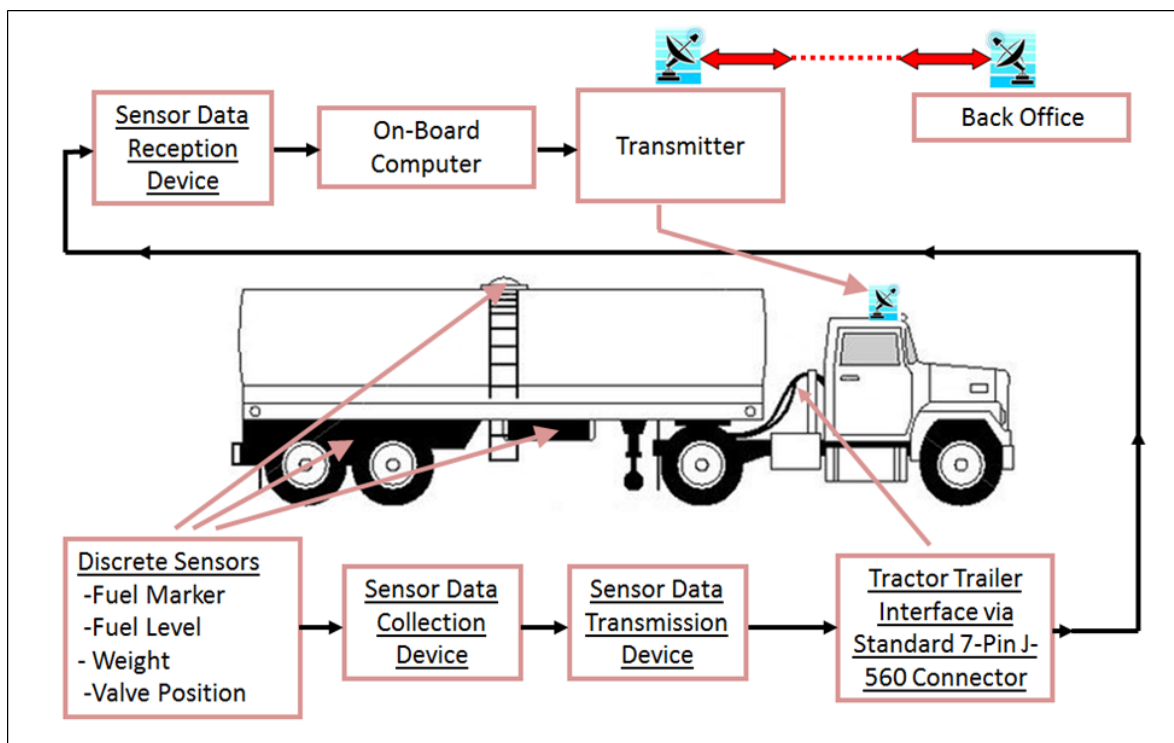 Sensor Data
Reception
Device
On-Board
Computer
Transmitter
Back Office
Discrete Sensors
-Fuel Marker
-Fuel Level
- Weight
-Valve Position
Sensor Data
Collection
Device
Sensor Data
Transmission
Device
Tractor Trailer
Interface via
Standard 7-Pin J-
560 Connector